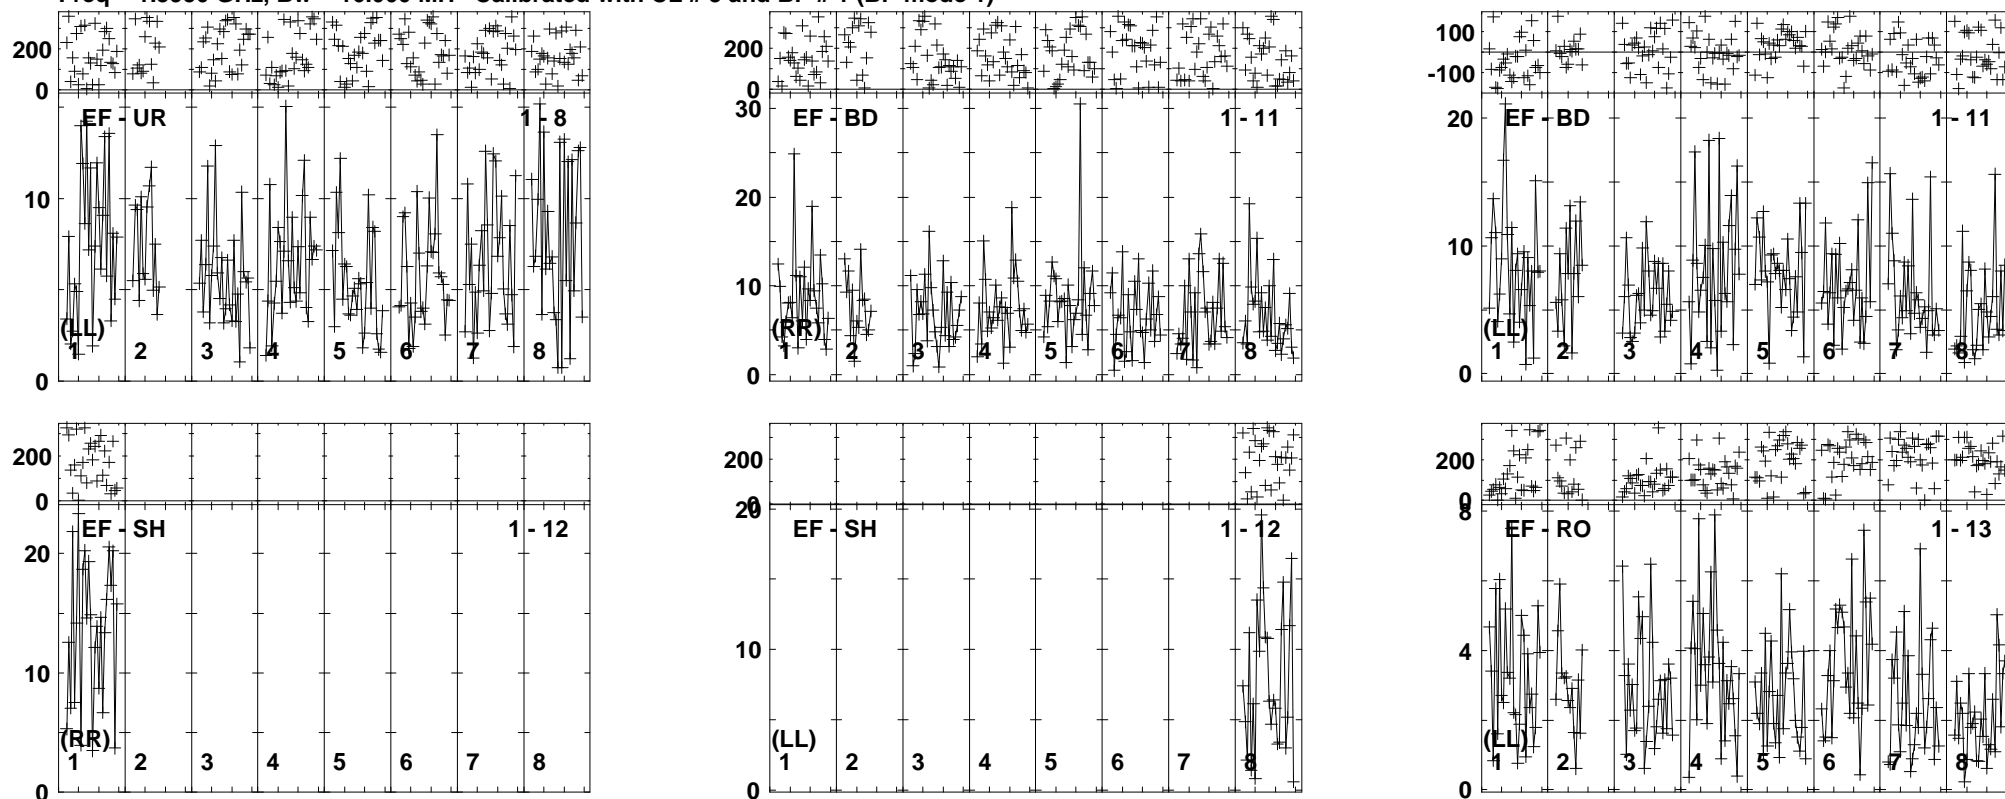 200 0 200 0 100 -100
EF - UR 1 - 8 EF - BD 1 - 11 EF - BD 1 - 11
10 0 30 20 10 0 20 10 0
(LL) (RR) (LL)
1 2 3 4 5 6 7 8 1 2 3 4 5 6 7 8 1 2 3 4 5 6 7 8
200 0 200 0 200 0
EF - SH 1 - 12 EF - SH 1 - 12 EF - RO 1 - 13
20 10 0 20 10 0 8 4 0
(RR) (LL) (LL)
1 2 3 4 5 6 7 8 1 2 3 4 5 6 7 8 1 2 3 4 5 6 7 8